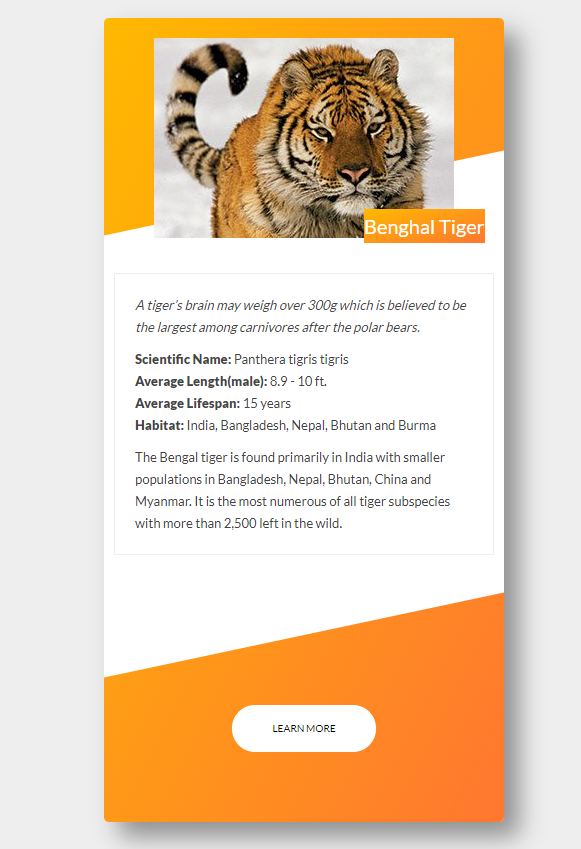 Benghal Tiger
A tiger's brain may weigh over 300g which is believed to be
the largest among carnivores after the polar bears.
Scientific Name: Panthera tigris tigris
Average Length(male): 8.9 - 10 ft.
Average Lifespan: 15 years
Habitat: India, Bangladesh, Nepal, Bhutan and Burma
The Bengal tiger is found primarily in India with smaller
populations in Bangladesh, Nepal, Bhutan, China and
Myanmar. It is the most numerous of all tiger subspecies
with more than 2,500 left in the wild.
LEARN MORE